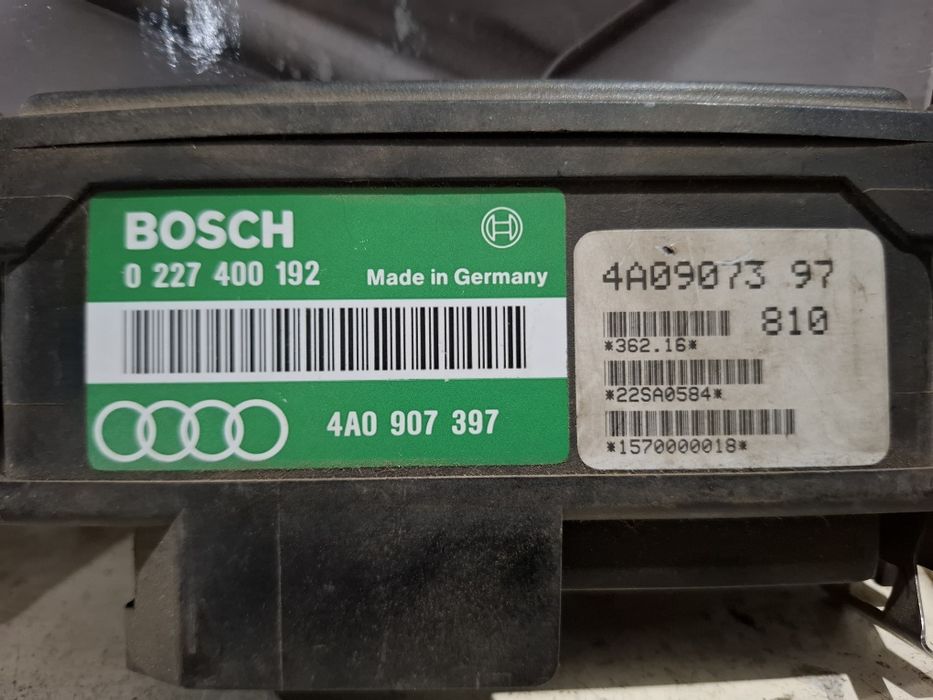 BOSCH
0 227 400 192
Made in Germany
4A0 907 397
4A09073 97
810
*362.16*
*22SA0584*
*1570000018*